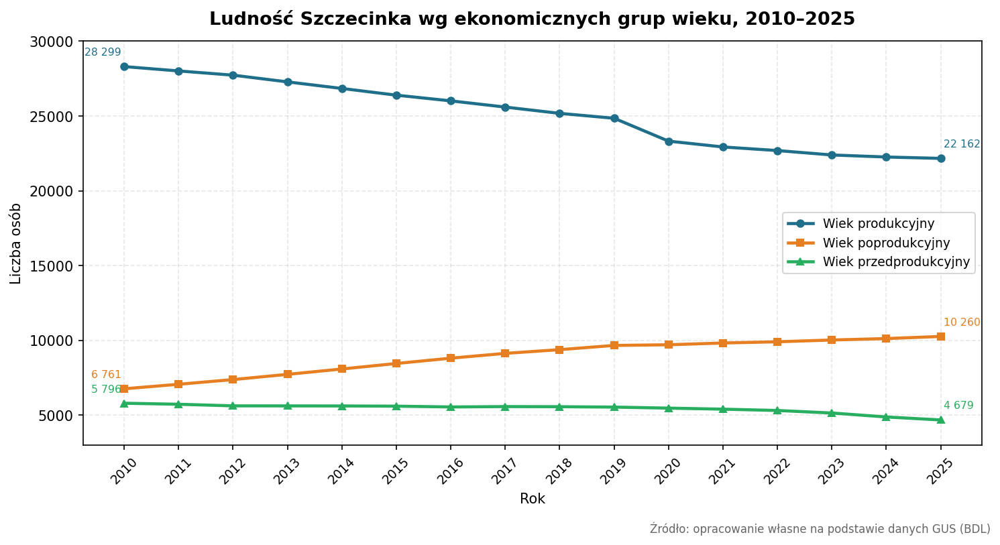 Ludność Szczecinka wg ekonomicznych grup wieku, 2010–2025
Liczba osób
30000
25000
20000
15000
10000
5000
28 299
22 162
6 761
10 260
5 796
4 679
Wiek produkcyjny
Wiek poprodukcyjny
Wiek przedprodukcyjny
2010 2011 2012 2013 2014 2015 2016 2017 2018 2019 2020 2021 2022 2023 2024 2025
Rok
Źródło: opracowanie własne na podstawie danych GUS (BDL)